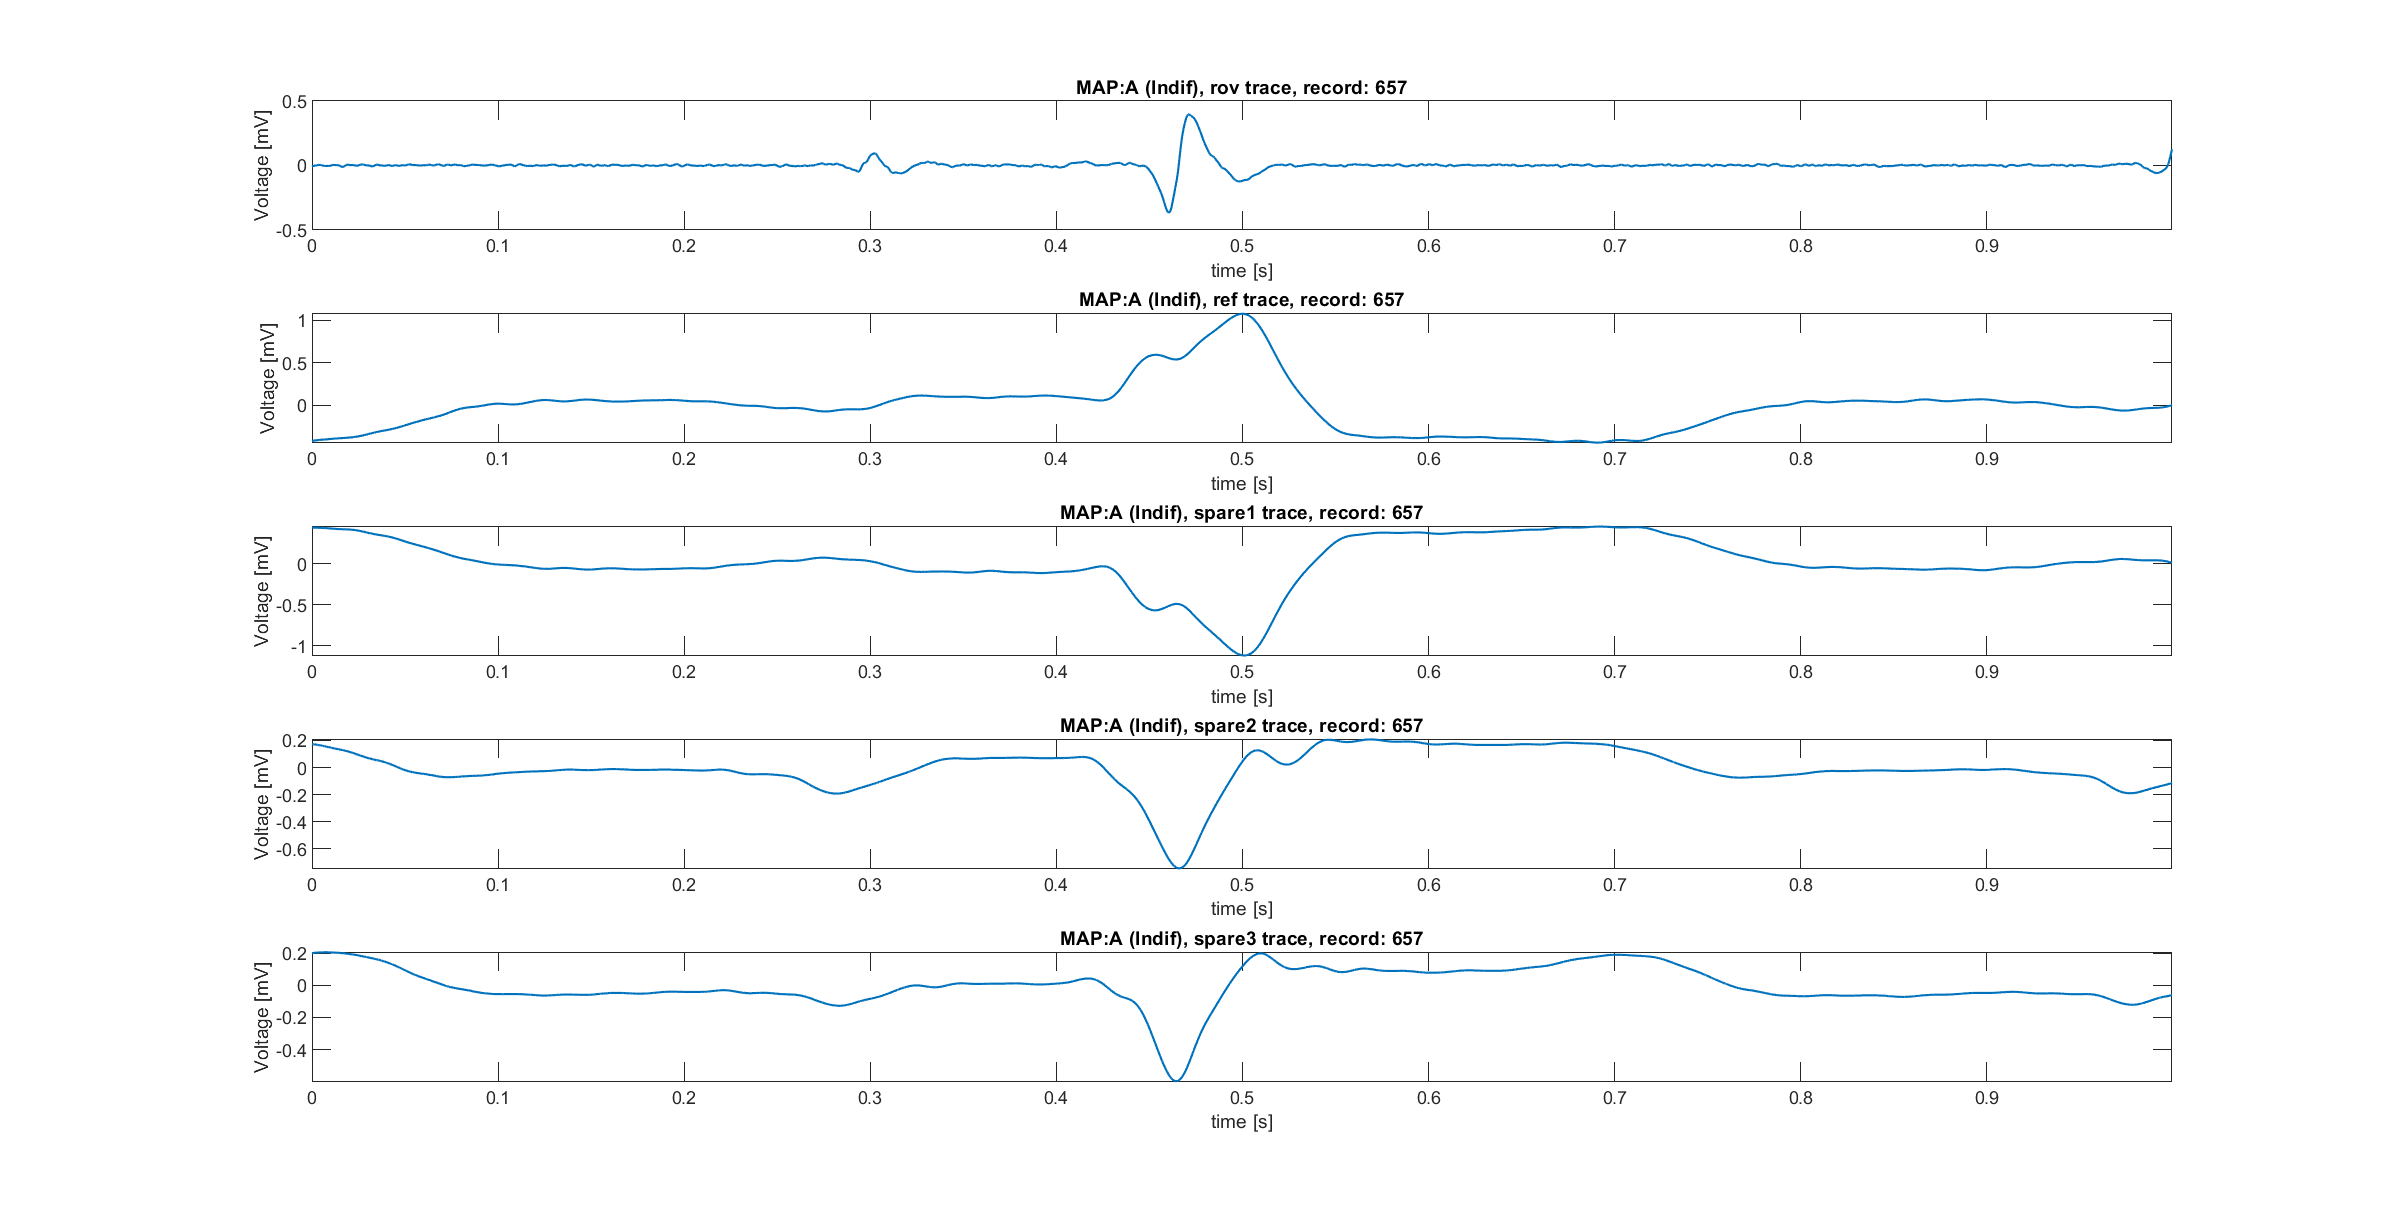 MAP:A (Indif), rov trace, record: 657
Voltage [mV]
0.5
0
-0.5
0 0.1 0.2 0.3 0.4 0.5 0.6 0.7 0.8 0.9
time [s]
MAP:A (Indif), ref trace, record: 657
Voltage [mV]
1
0.5
0
0 0.1 0.2 0.3 0.4 0.5 0.6 0.7 0.8 0.9
time [s]
MAP:A (Indif), spare1 trace, record: 657
Voltage [mV]
0
-0.5
-1
0 0.1 0.2 0.3 0.4 0.5 0.6 0.7 0.8 0.9
time [s]
MAP:A (Indif), spare2 trace, record: 657
Voltage [mV]
0.2
0
-0.2
-0.4
-0.6
0 0.1 0.2 0.3 0.4 0.5 0.6 0.7 0.8 0.9
time [s]
MAP:A (Indif), spare3 trace, record: 657
Voltage [mV]
0.2
0
-0.2
-0.4
0 0.1 0.2 0.3 0.4 0.5 0.6 0.7 0.8 0.9
time [s]